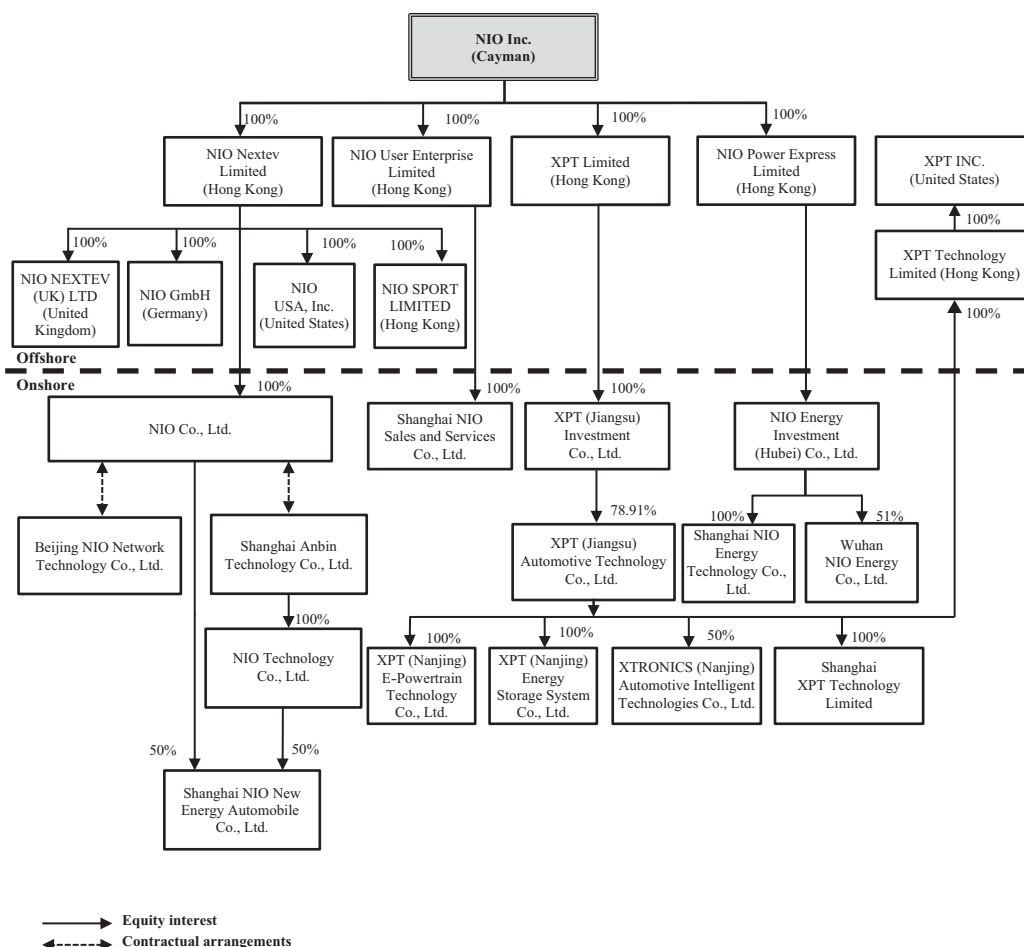 NIO Inc.
(Cayman)
100%
100%
100%
100%
NIO Nextev
Limited
(Hong Kong)
NIO User Enterprise
Limited
(Hong Kong)
XPT Limited
(Hong Kong)
NIO Power Express
Limited
(Hong Kong)
XPT INC.
(United States)
100%
100%
100%
100%
100%
XPT Technology
Limited (Hong Kong)
NIO NEXTEV
(UK) LTD
(United
Kingdom)
NIO GmbH
(Germany)
NIO
USA, Inc.
(United States)
NIO SPORT
LIMITED
(Hong Kong)
100%
Offshore
Onshore
100%
100%
100%
NIO Co., Ltd.
Shanghai NIO
Sales and Services
Co., Ltd.
XPT (Jiangsu)
Investment
Co., Ltd.
NIO Energy
Investment
(Hubei) Co., Ltd.
78.91%
100%
51%
Beijing NIO Network
Technology Co., Ltd.
Shanghai Anbin
Technology Co., Ltd.
XPT (Jiangsu)
Automotive Technology
Co., Ltd.
Shanghai NIO
Energy
Technology Co.,
Ltd.
Wuhan
NIO Energy
Co., Ltd.
100%
100%
100%
50%
100%
NIO Technology
Co., Ltd.
XPT (Nanjing)
E-Powertrain
Technology
Co., Ltd.
XPT (Nanjing)
Energy
Storage System
Co., Ltd.
XTRONICS (Nanjing)
Automotive Intelligent
Technologies Co., Ltd.
Shanghai
XPT Technology
Limited
50%
50%
Shanghai NIO New
Energy Automobile
Co., Ltd.
Equity interest
Contractual arrangements